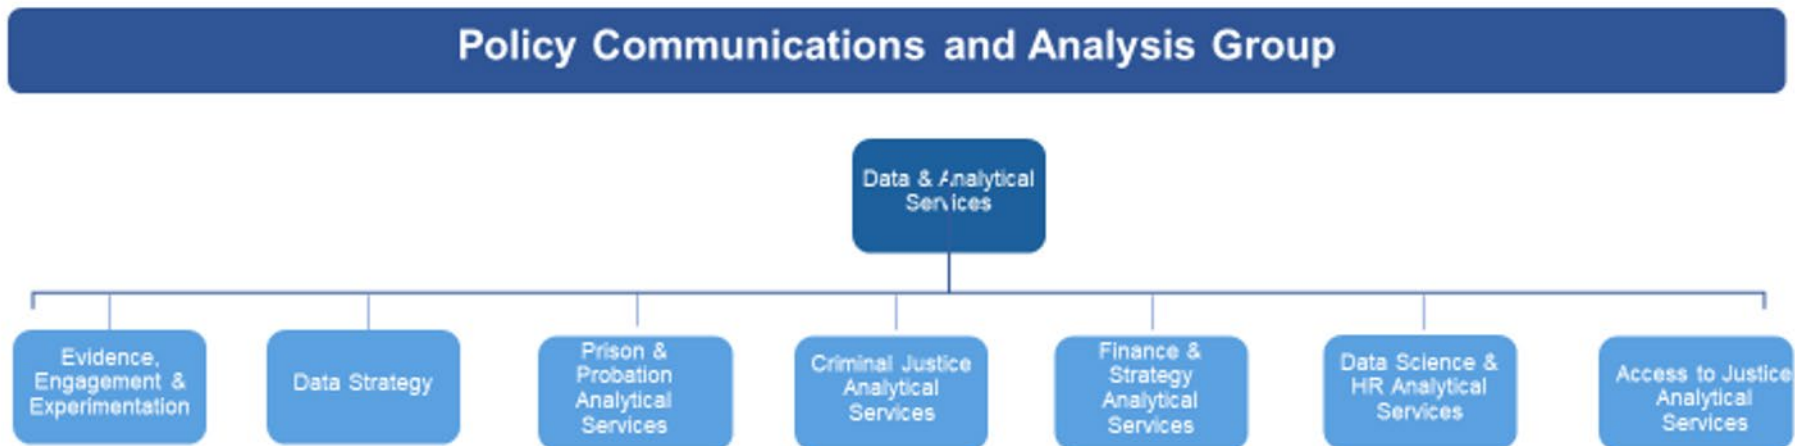 Policy Communications and Analysis Group
Data & Analytical
Services
Evidence,
Engagement &
Experimentation
Data Strategy
Prison &
Probation
Analytical
Services
Criminal Justice
Analytical
Services
Finance &
Strategy
Analytical
Services
Data Science &
HR Analytical
Services
Access to Justice
Analytical
Services